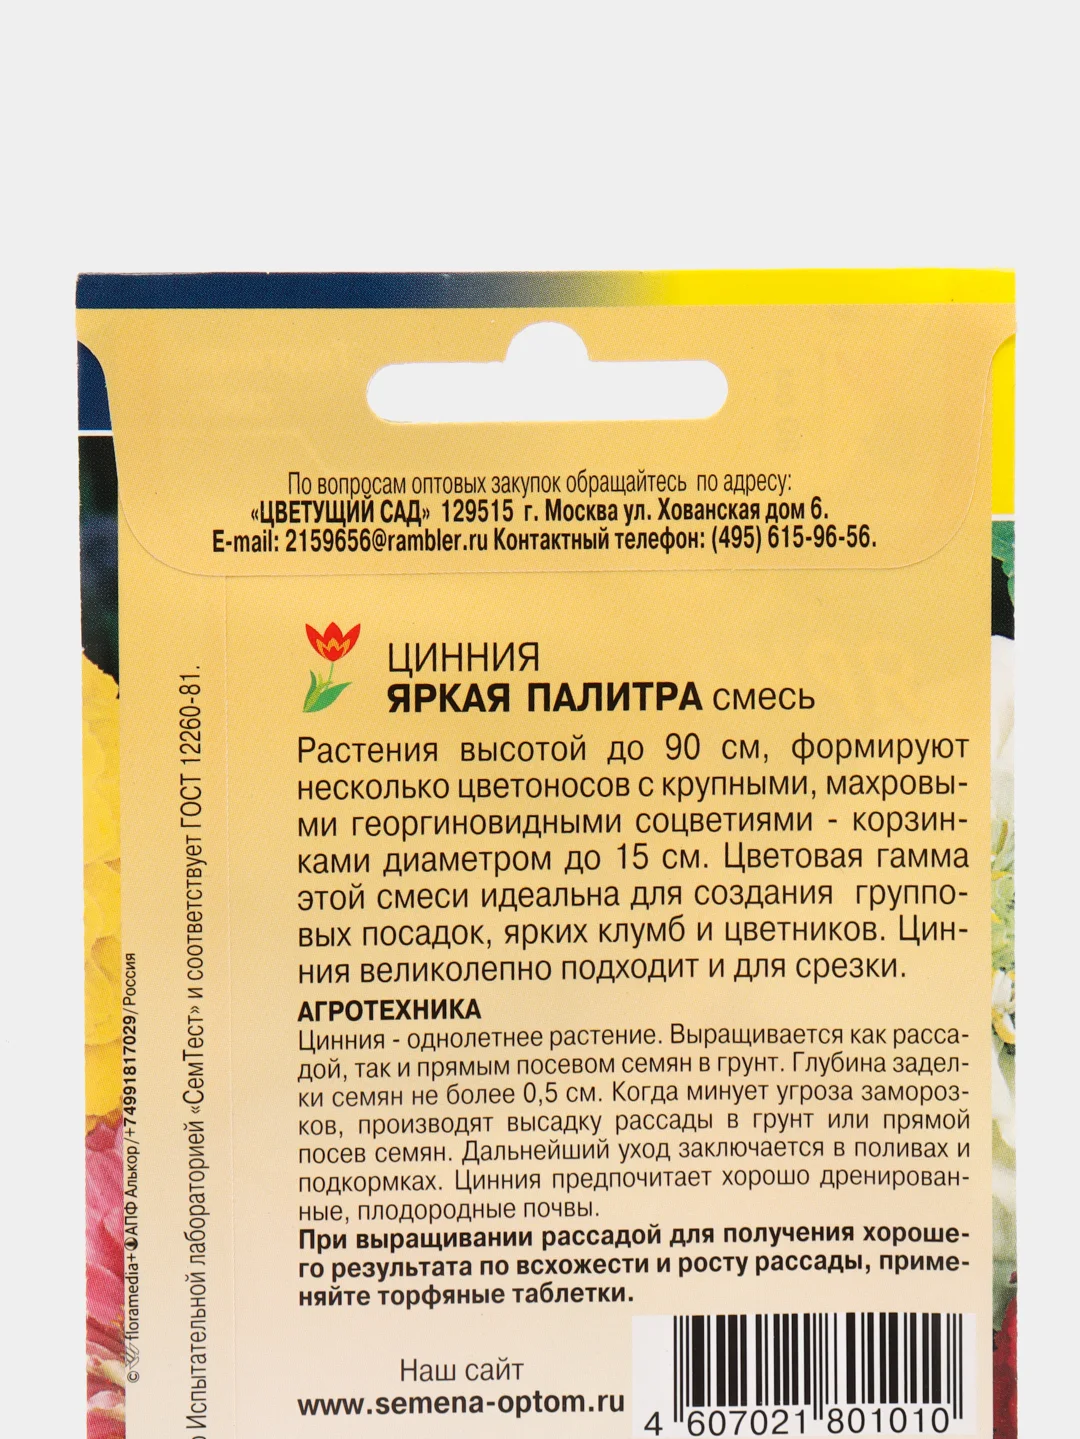 По вопросам оптовых закупок обращайтесь по адресу:
«ЦВЕТУЩИЙ САД» 129515 г. Москва ул. Хованская дом 6.
E-mail: 2159656@rambler.ru Контактный телефон: (495) 615-96-56.
ЦИННИЯ
ЯРКАЯ ПАЛИТРА смесь
Растения высотой до 90 см, формируют
несколько цветоносов с крупными, махровы-
ми георгиновидными соцветиями - корзин-
ками диаметром до 15 см. Цветовая гамма
этой смеси идеальна для создания группо-
вых посадок, ярких клумб и цветников. Цин-
ния великолепно подходит и для срезки.
АГРОТЕХНИКА
Цинния - однолетнее растение. Выращивается как расса-
дой, так и прямым посевом семян в грунт. Глубина задел-
ки семян не более 0,5 см. Когда минует угроза замороз-
ков, производят высадку рассады в грунт или прямой
посев семян. Дальнейший уход заключается в поливах и
подкормках. Цинния предпочитает хорошо дренирован-
ные, плодородные почвы.
При выращивании рассадой для получения хороше-
го результата по всхожести и росту рассады, приме-
няйте торфяные таблетки.
Наш сайт
www.semena-optom.ru
4 607021 801010
Испытательной лабораторией «СемТест» и соответствует ГОСТ 12260-81.
© floramedia+АПФ Алькор/+74991817029/Россия